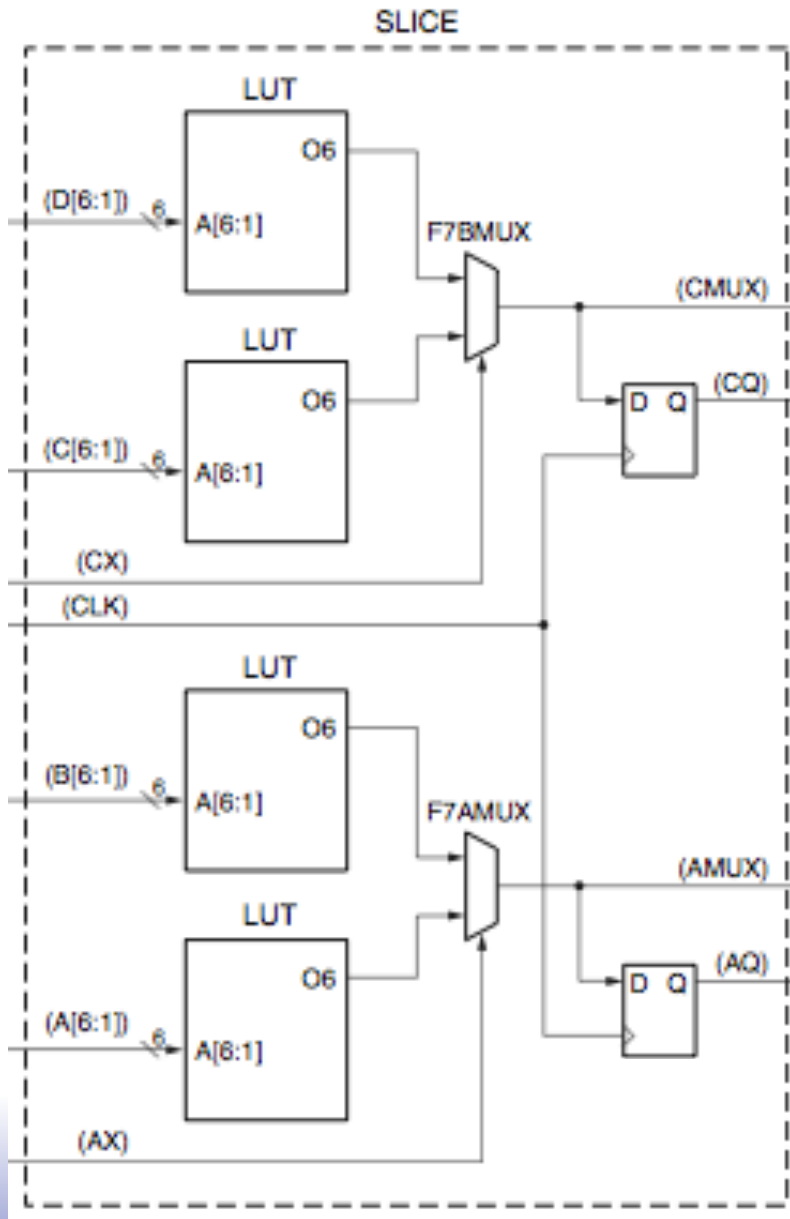 SLICE
LUT
O6
(D[6:1])
6
A[6:1]
F7BMUX
(CMUX)
LUT
O6
(CQ)
D Q
(C[6:1])
6
A[6:1]
(CX)
(CLK)
LUT
O6
(B[6:1])
6
A[6:1]
F7AMUX
(AMUX)
LUT
O6
(AQ)
D Q
(A[6:1])
6
A[6:1]
(AX)